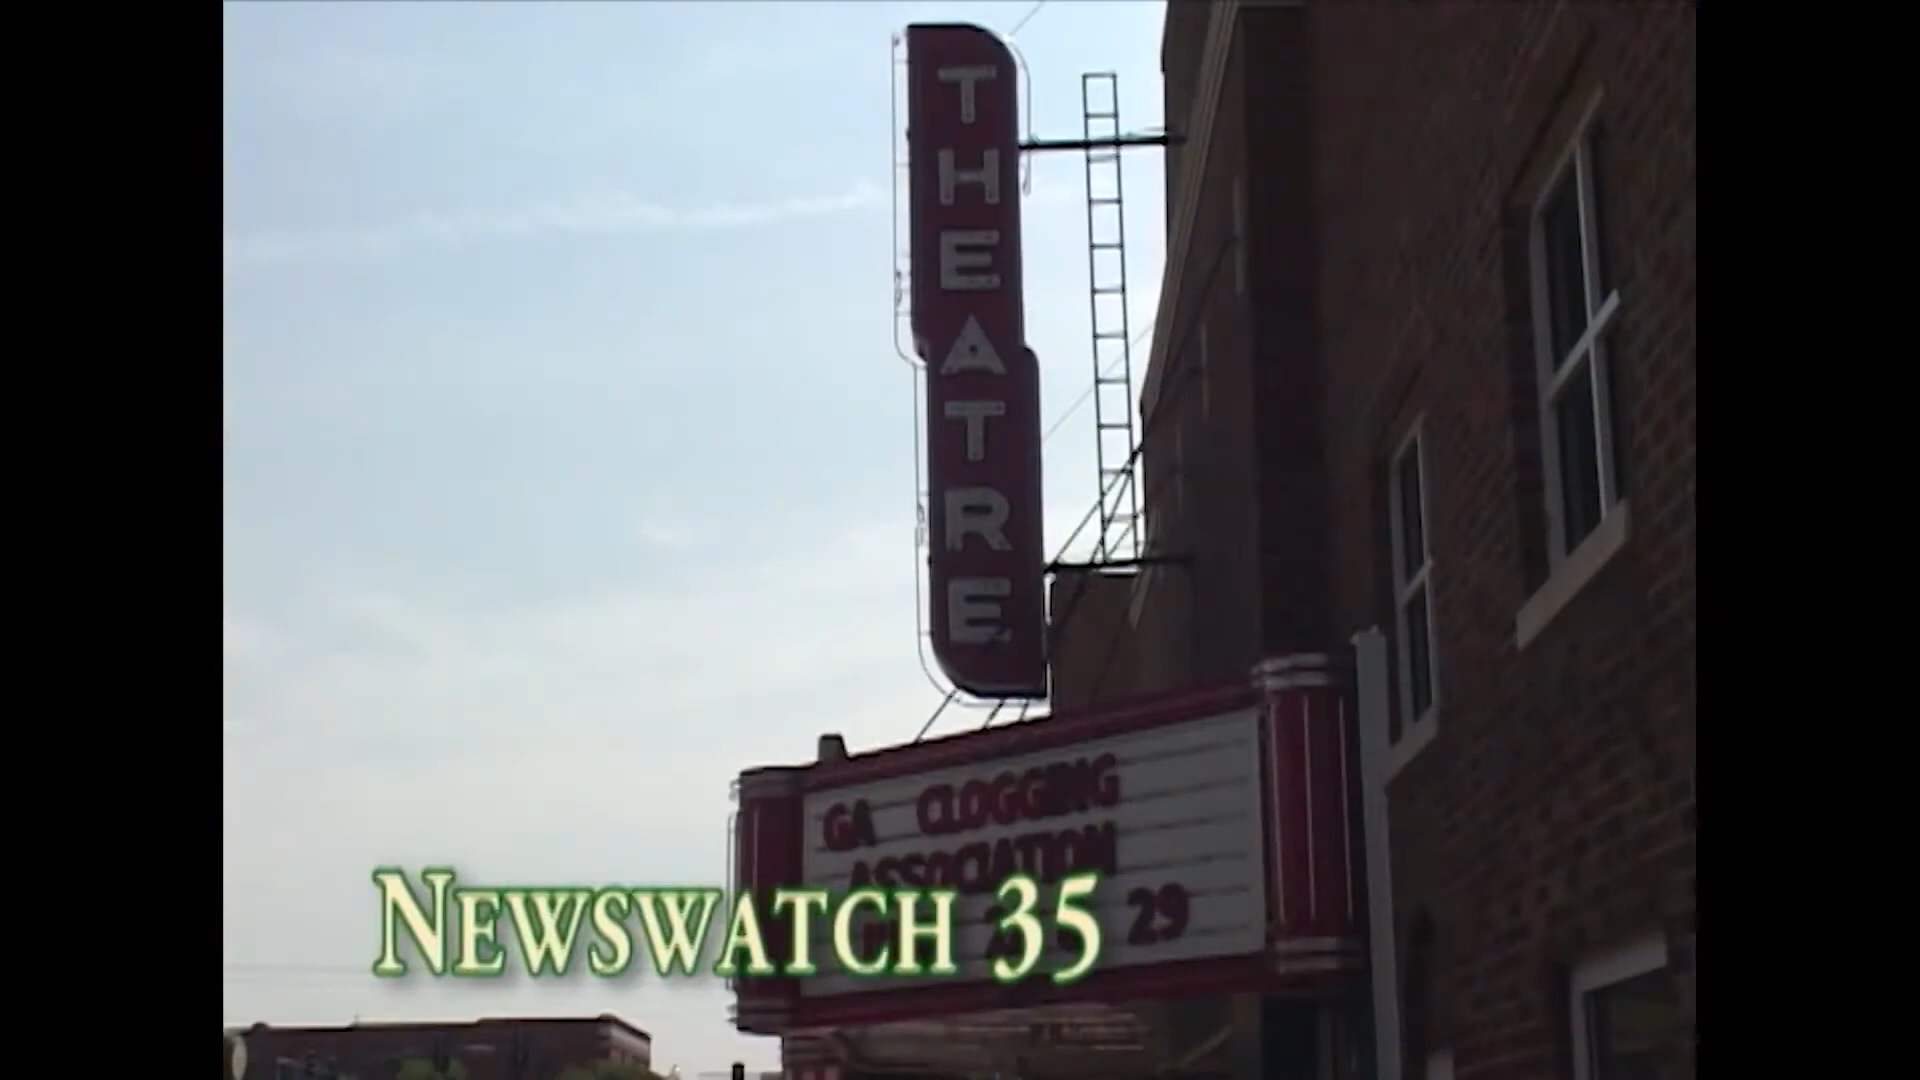 THEATRE
GA CLOGGING
ASSOCIATION
29
NEWSWATCH 35